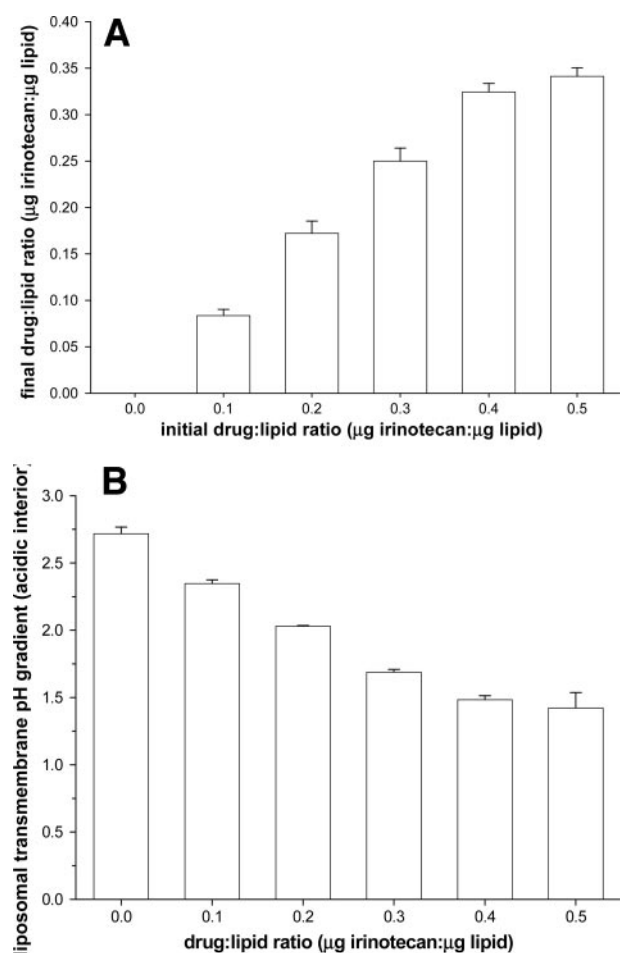 A
0.40
0.35
0.30
0.25
0.20
0.15
0.10
0.05
0.00
final drug:lipid ratio (μg irinotecan:μg lipid)
0.0 0.1 0.2 0.3 0.4 0.5
initial drug:lipid ratio (μg irinotecan:μg lipid)
B
3.0
2.5
2.0
1.5
1.0
0.5
0.0
liposomal transmembrane pH gradient (acidic interior)
0.0 0.1 0.2 0.3 0.4 0.5
drug:lipid ratio (μg irinotecan:μg lipid)